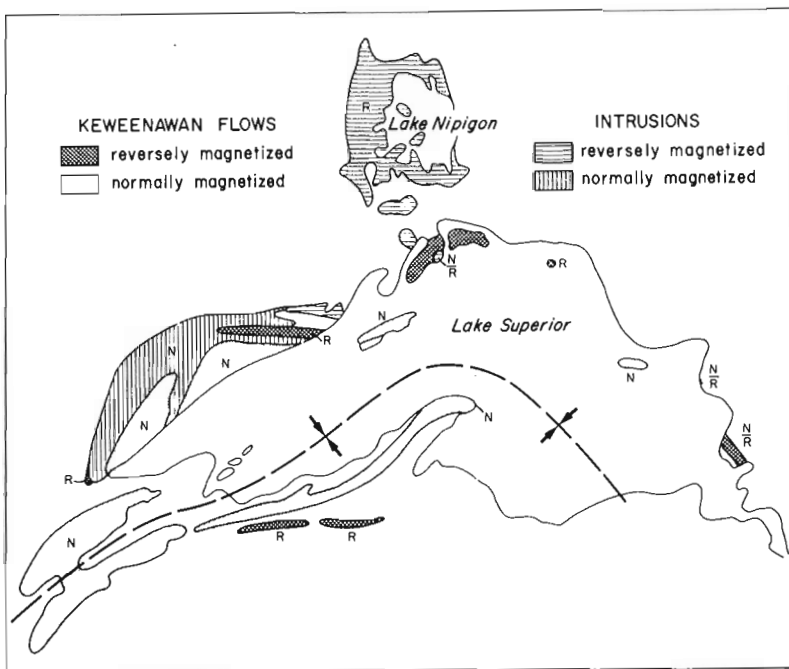 KEWEENAWAN FLOWS
reversely magnetized
normally magnetized
INTRUSIONS
reversely magnetized
normally magnetized
R
Lake Nipigon
N
R
R
Lake Superior
N
N
N
R
N
N
R
N
N
R
N
N
R
R
N
R
R